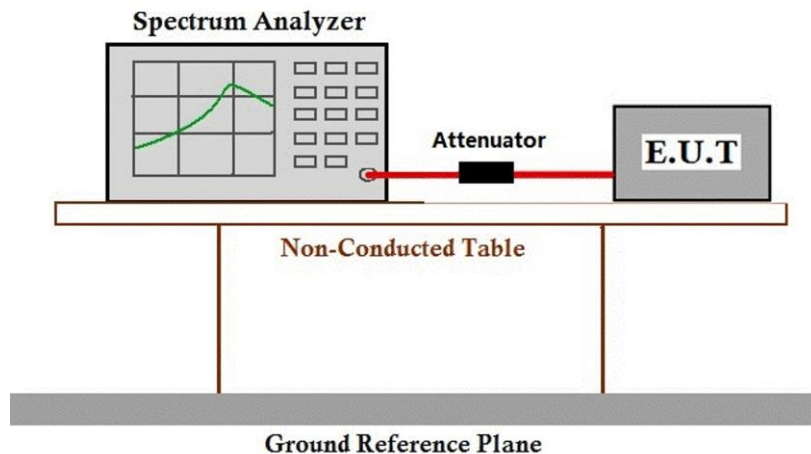 Spectrum Analyzer
Attenuator
E.U.T
Non-Conducted Table
Ground Reference Plane